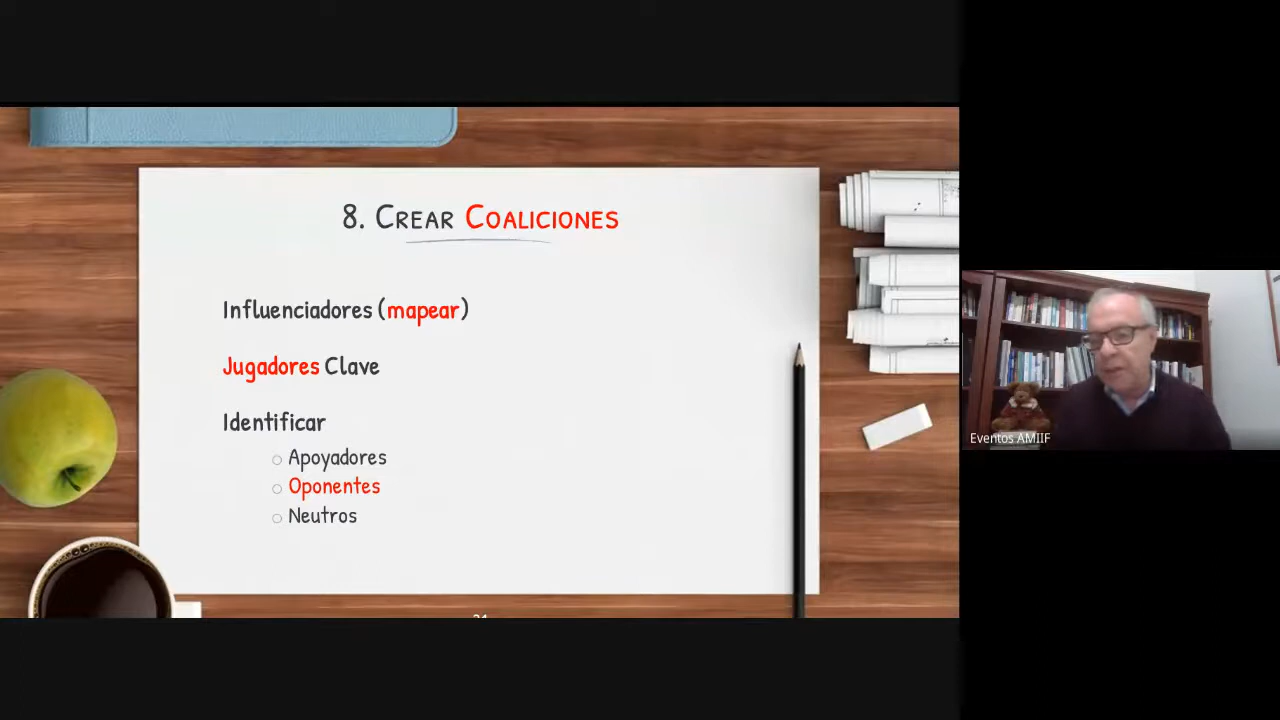 8. Crear Coaliciones
Influenciadores (mapear)
Jugadores Clave
Identificar
Apoyadores
Oponentes
Neutros
Eventos AMIIF